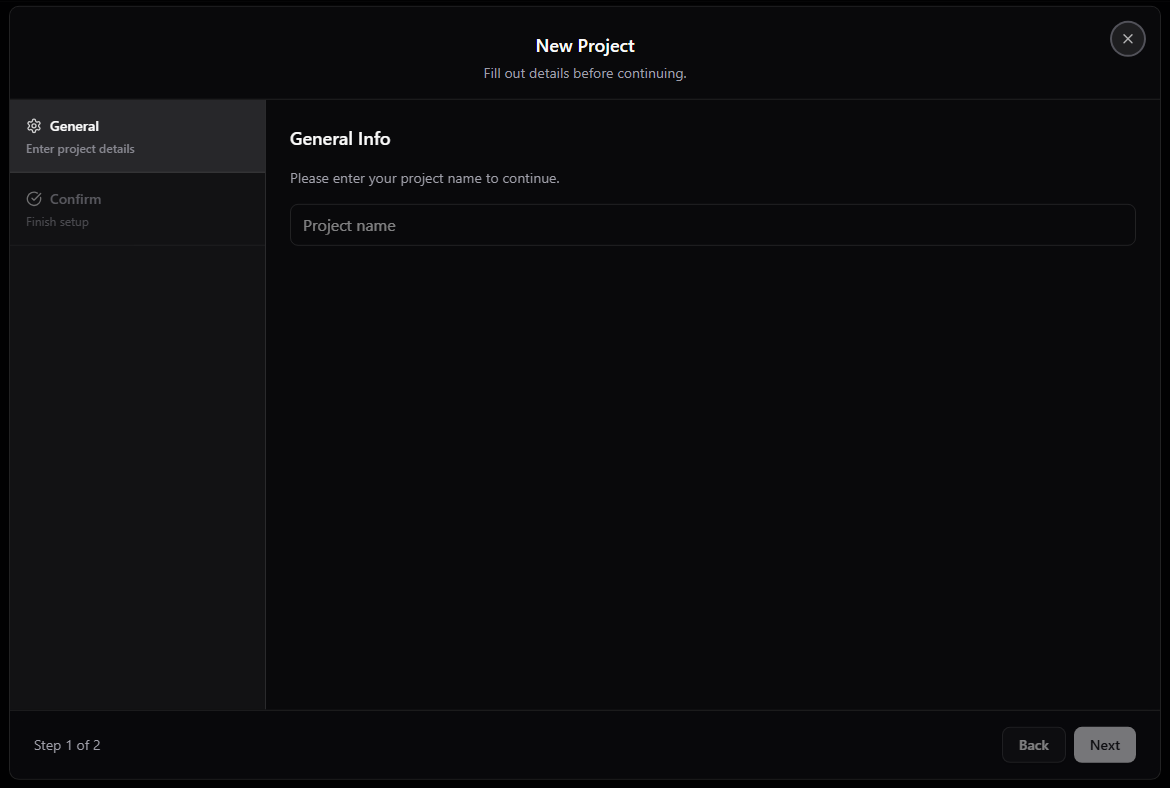 New Project
Fill out details before continuing.
General
Enter project details
Confirm
Finish setup
General Info
Please enter your project name to continue.
Project name
Step 1 of 2
Back
Next